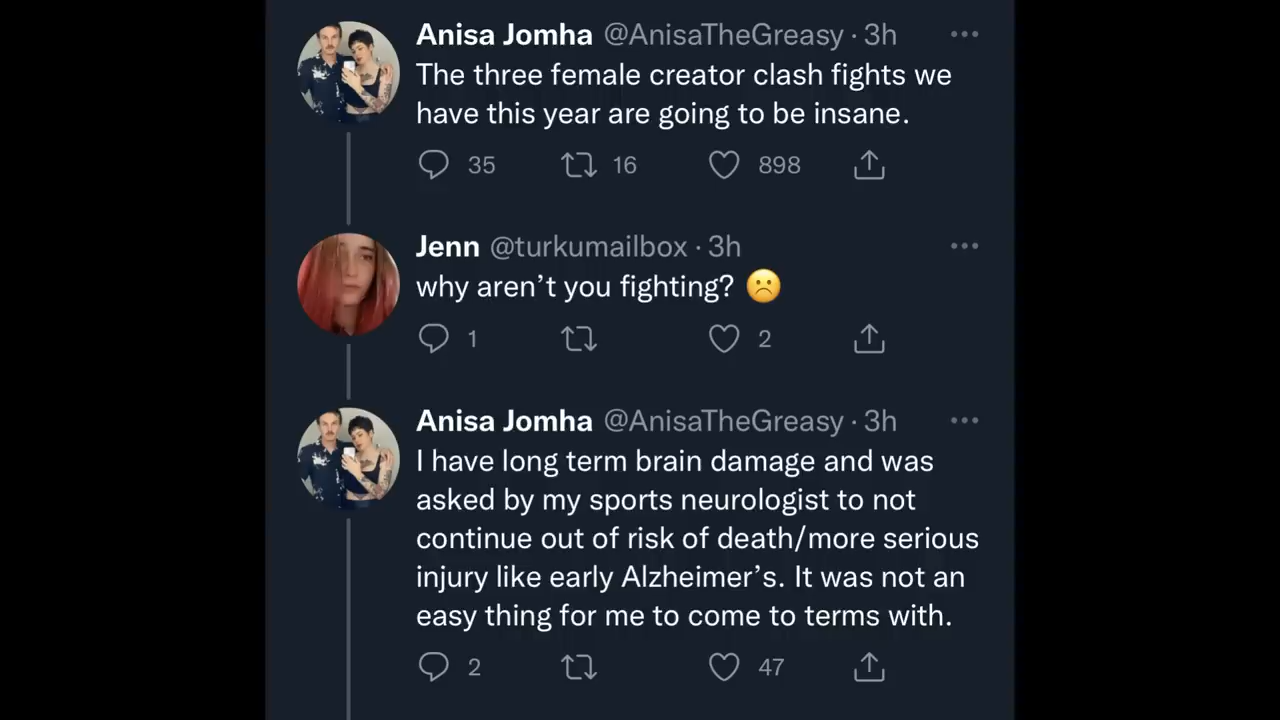 Anisa Jomha @AnisaTheGreasy · 3h
The three female creator clash fights we
have this year are going to be insane.
35 16 898
Jenn @turkumailbox · 3h
why aren’t you fighting? ☹️
1 2
Anisa Jomha @AnisaTheGreasy · 3h
I have long term brain damage and was
asked by my sports neurologist to not
continue out of risk of death/more serious
injury like early Alzheimer’s. It was not an
easy thing for me to come to terms with.
2 47